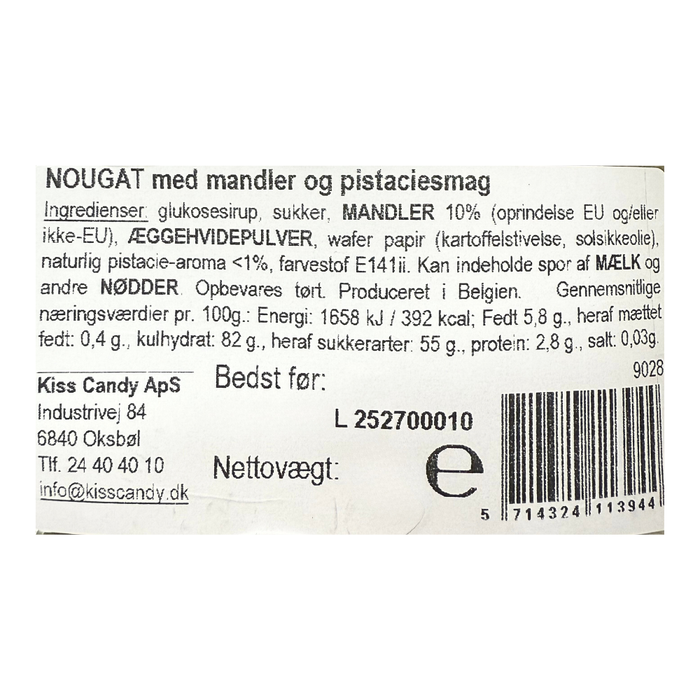 NOUGAT med mandler og pistaciesmag
Ingredienser: glukosesirup, sukker, MANDLER 10% (oprindelse EU og/eller
ikke-EU), ÆGGEHVIDEPULVER, wafer papir (kartoffelstivelse, solsikkeolie),
naturlig pistacie-aroma <1%, farvestof E141ii. Kan indeholde spor af MÆLK og
andre NØDDER. Opbevares tørt. Produceret i Belgien. Gennemsnitlige
næringsværdier pr. 100g.: Energi: 1658 kJ / 392 kcal; Fedt 5,8 g., heraf mættet
fedt: 0,4 g., kulhydrat: 82 g., heraf sukkerarter: 55 g., protein: 2,8 g., salt: 0,03g.
9028
Kiss Candy ApS
Industrivej 84
6840 Oksbøl
Tlf. 24 40 40 10
info@kisscandy.dk
Bedst før:
L 252700010
Nettovægt:
e
5 714324 113944